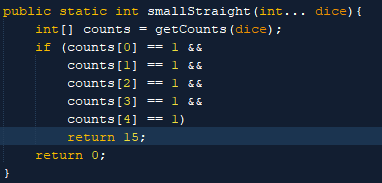 public static int smallStraight(int... dice){
    int[] counts = getCounts(dice);
    if (counts[0] == 1 &&
        counts[1] == 1 &&
        counts[2] == 1 &&
        counts[3] == 1 &&
        counts[4] == 1)
        return 15;
    return 0;
}